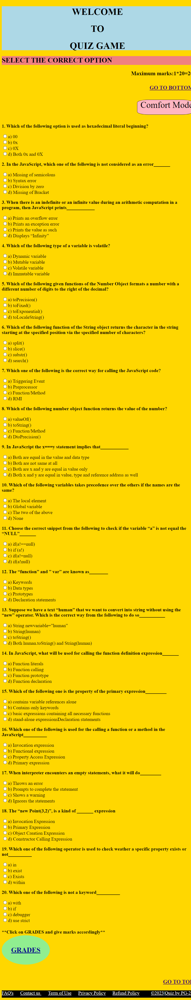 WELCOME
TO
QUIZ GAME
SELECT THE CORRECT OPTION
Maximum marks:1*20=2
GO TO BOTTOM
Comfort Mode
1. Which of the following option is used as hexadecimal literal beginning?
a) 00
b) 0x
c) 0X
d) Both 0x and 0X
2. In the JavaScript, which one of the following is not considered as an error_______
a) Missing of semicolons
b) Syntax error
c) Division by zero
d) Missing of Bracket
3. When there is an indefinite or an infinite value during an arithmetic computation in a
program, then JavaScript prints____________
a) Prints an overflow error
b) Prints an exception error
c) Prints the value as such
d) Displays “Infinity”
4. Which of the following type of a variable is volatile?
a) Dynamic variable
b) Mutable variable
c) Volatile variable
d) Immutable variable
5. Which of the following given functions of the Number Object formats a number with a
different number of digits to the right of the decimal?
a) toPrecision()
b) toFixed()
c) toExponential()
d) toLocaleString()
6. Which of the following function of the String object returns the character in the string
starting at the specified position via the specified number of characters?
a) split()
b) slice()
c) substr()
d) search()
7. Which one of the following is the correct way for calling the JavaScript code?
a) Triggering Event
b) Preprocessor
c) Function/Method
d) RMI
8. Which of the following number object function returns the value of the number?
a) valueOf()
b) toString()
c) Function/Method
d) DtoPrecision()
9. In JavaScript the x===y statement implies that____________
a) Both are equal in the value and data type
b) Both are not same at all
c) Both are x and y are equal in value only
d) Both x and y are equal in value, type and reference address as well
10. Which of the following variables takes precedence over the others if the names are the
same?
a) The local element
b) Global variable
c) The two of the above
d) None
11. Choose the correct snippet from the following to check if the variable “a” is not equal the
“NULL”_______
a) if(a!==null)
b) if (a!)
c) if(a!=null)
d) if(a!null)
12. The “function” and ” var” are known as________
a) Keywords
b) Data types
c) Prototypes
d) Declaration statements
13. Suppose we have a text “human” that we want to convert into string without using the
“new” operator. Which is the correct way from the following to do so___________
a) String newvariable=”human”
b) String(human)
c) toString()
d) Both human.toString() and String(human)
14. In JavaScript, what will be used for calling the function definition expression_______
a) Function literals
b) Function calling
c) Function prototype
d) Function declaration
15. Which of the following one is the property of the primary expression_________
a) contains variable references alone
b) Contains only keywords
c) basic expressions containing all necessary functions
d) stand-alone expressionsDeclaration statements
16. Which one of the following is used for the calling a function or a method in the
JavaScript__________
a) Invocation expression
b) Functional expression
c) Property Access Expression
d) Primary expression
17. When interpreter encounters an empty statements, what it will do_________
a) Throws an error
b) Prompts to complete the statement
c) Shows a warning
d) Ignores the statements
18. The “new Point(3,2)”, is a kind of _______ expression
a) Invocation Expression
b) Primary Expression
c) Object Creation Expression
d) Constructor Calling Expression
19. Which one of the following operator is used to check weather a specific property exists or
not__________
a) in
b) exist
c) Exists
d) within
20. Which one of the following is not a keyword__________
a) with
b) if
c) debugger
d) use strict
**Click on GRADES and give marks accordingly**
GRADES
GO TO TO
FAQ's Contact us Term of Use Privacy Policy Refund Policy ©2023|Quiz by PG-2